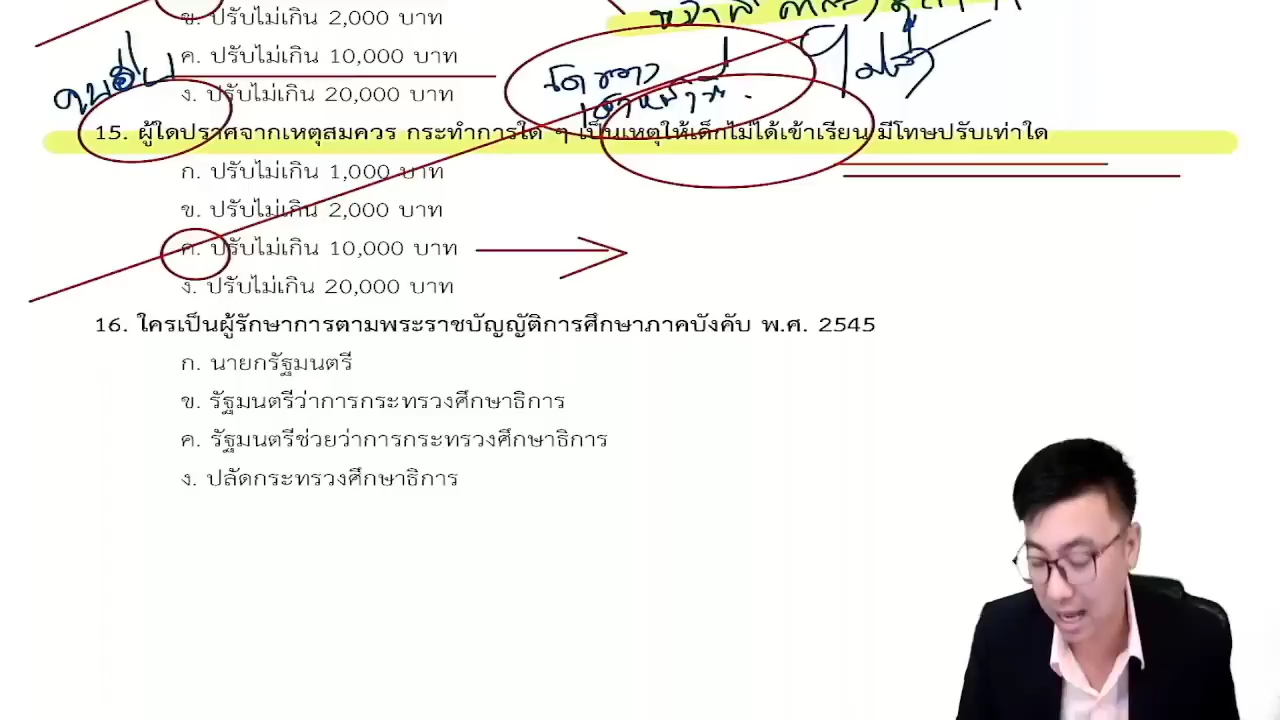 ข. ปรับไม่เกิน 2,000 บาท
ค. ปรับไม่เกิน 10,000 บาท
ง. ปรับไม่เกิน 20,000 บาท
คนอื่น
15. ผู้ใดปราศจากเหตุสมควร กระทำการใด ๆ เป็นเหตุให้เด็กไม่ได้เข้าเรียน มีโทษปรับเท่าใด
ก. ปรับไม่เกิน 1,000 บาท
ข. ปรับไม่เกิน 2,000 บาท
ค. ปรับไม่เกิน 10,000 บาท
ง. ปรับไม่เกิน 20,000 บาท
16. ใครเป็นผู้รักษาการตามพระราชบัญญัติการศึกษาภาคบังคับ พ.ศ. 2545
ก. นายกรัฐมนตรี
ข. รัฐมนตรีว่าการกระทรวงศึกษาธิการ
ค. รัฐมนตรีช่วยว่าการกระทรวงศึกษาธิการ
ง. ปลัดกระทรวงศึกษาธิการ